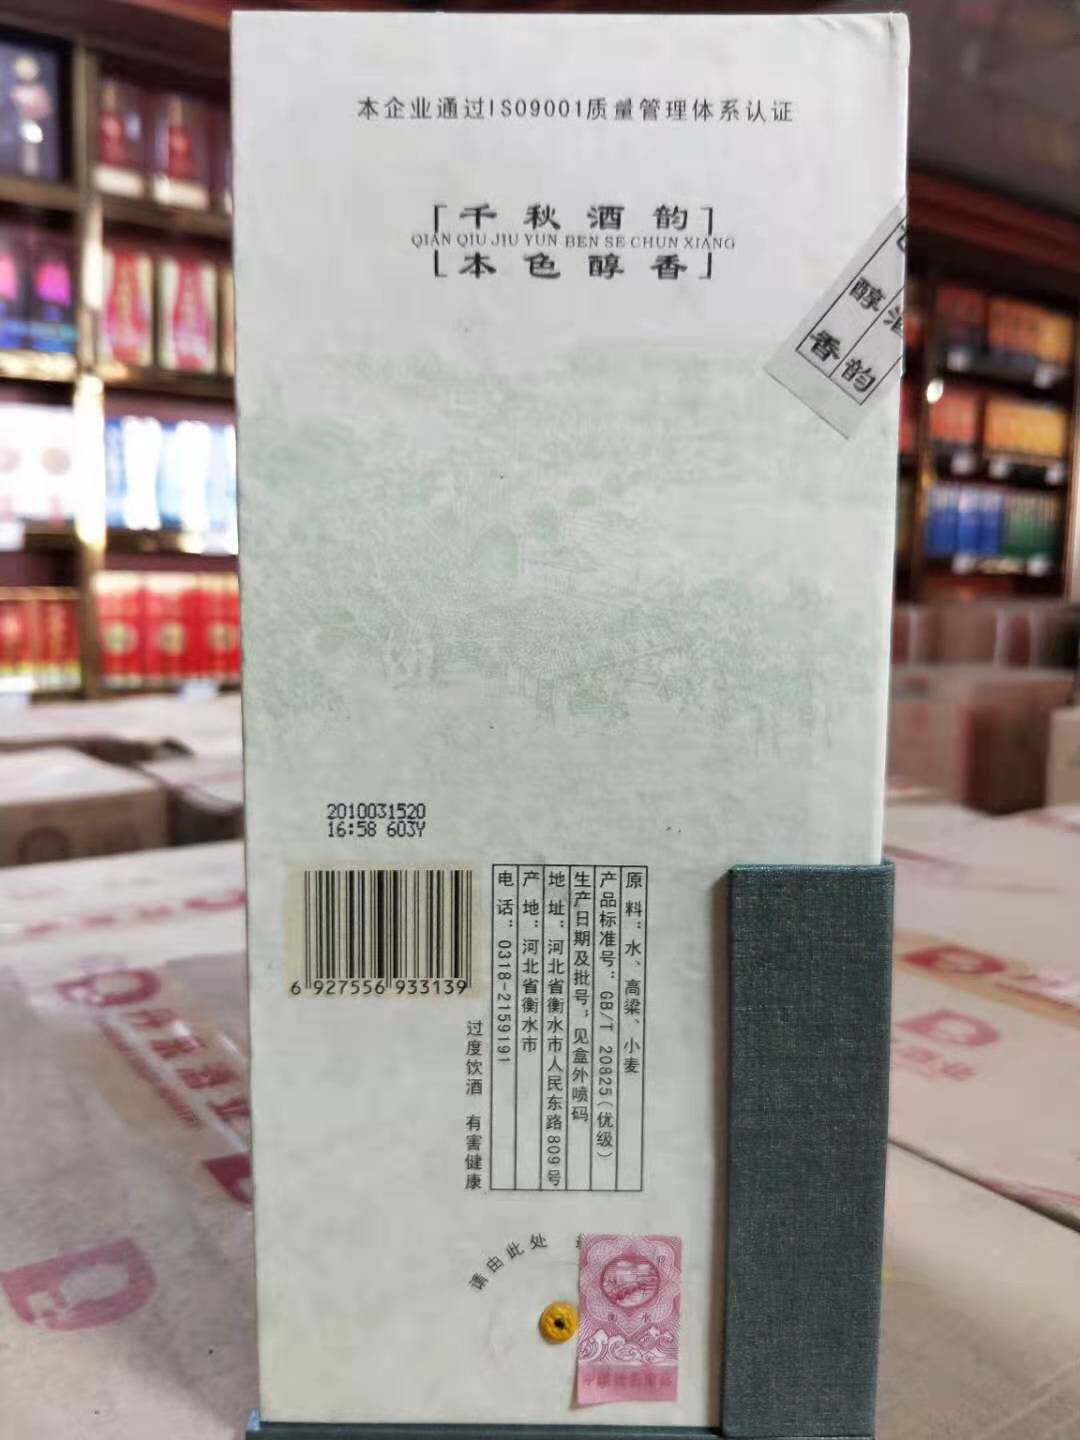 本企业通过ISO9001质量管理体系认证
千秋酒韵
QIAN QIU JIU YUN BEN SE CHUN XIANG
本色醇香
酒韵
醇香
2010031520
16:58 603Y
6 927556 933139
原料：水、高粱、小麦
产品标准号：GB/T 20825(优级)
生产日期及批号：见盒外喷码
地址：河北省衡水市人民东路809号
产地：河北省衡水市
电话：0318-2159191
过度饮酒 有害健康
请由此处